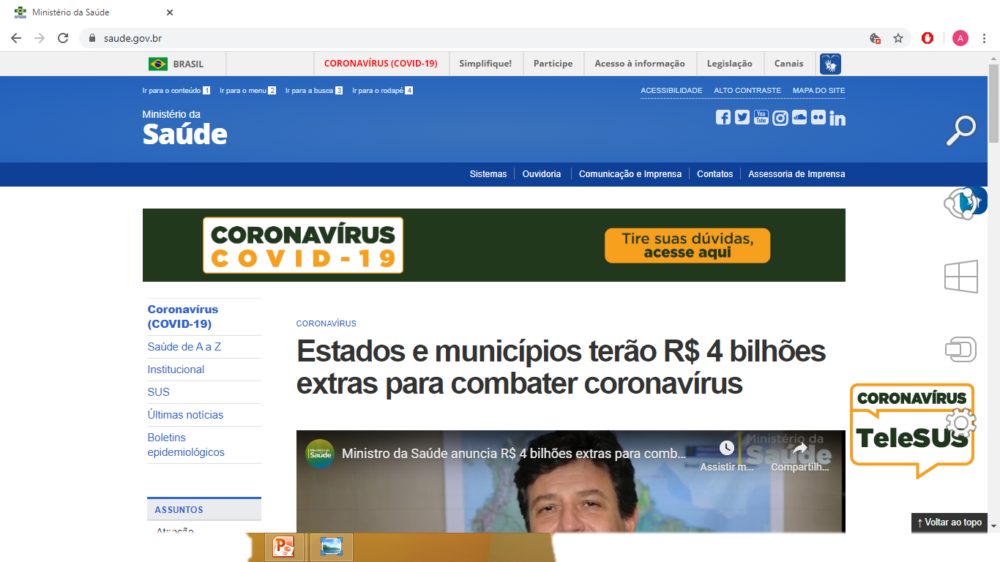 Ministério da Saúde
saude.gov.br
A
BRASIL
CORONAVÍRUS (COVID-19)
Simplifique!
Participe
Acesso à informação
Legislação
Canais
Ir para o conteúdo 1
Ir para o menu 2
Ir para a busca 3
Ir para o rodapé 4
ACESSIBILIDADE
ALTO CONTRASTE
MAPA DO SITE
Ministério da
Saúde
You
Tube
in
Sistemas
Ouvidoria
Comunicação e Imprensa
Contatos
Assessoria de Imprensa
CORONAVÍRUS
COVID-19
Tire suas dúvidas,
acesse aqui
Coronavírus
(COVID-19)
Saúde de A a Z
Institucional
SUS
Últimas notícias
Boletins
epidemiológicos
ASSUNTOS
Atenção
CORONAVÍRUS
Estados e municípios terão R$ 4 bilhões
extras para combater coronavírus
Ministério da
Saúde
Ministro da Saúde anuncia R$ 4 bilhões extras para comb...
Assistir m...
Compartilh...
Ministério da
Saúde
CORONAVÍRUS
TeleSUS
↑ Voltar ao topo
P